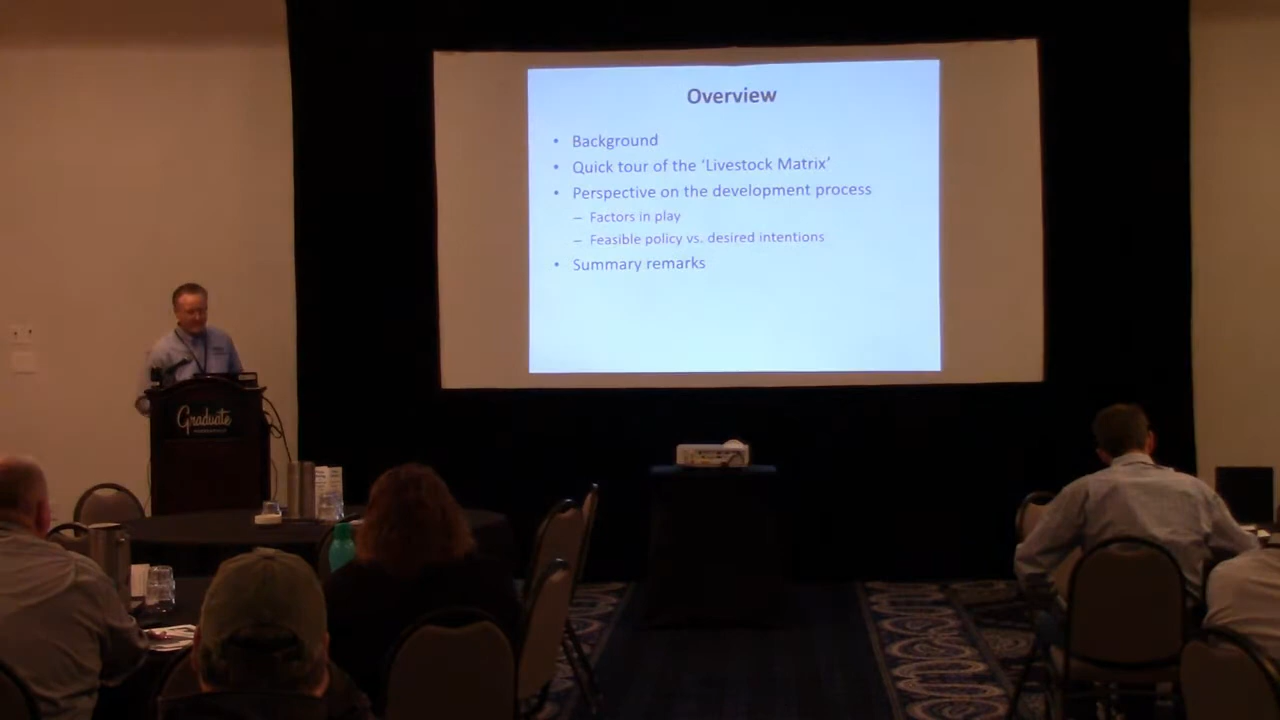 Overview
• Background
• Quick tour of the ‘Livestock Matrix’
• Perspective on the development process
– Factors in play
– Feasible policy vs. desired intentions
• Summary remarks
Graduate